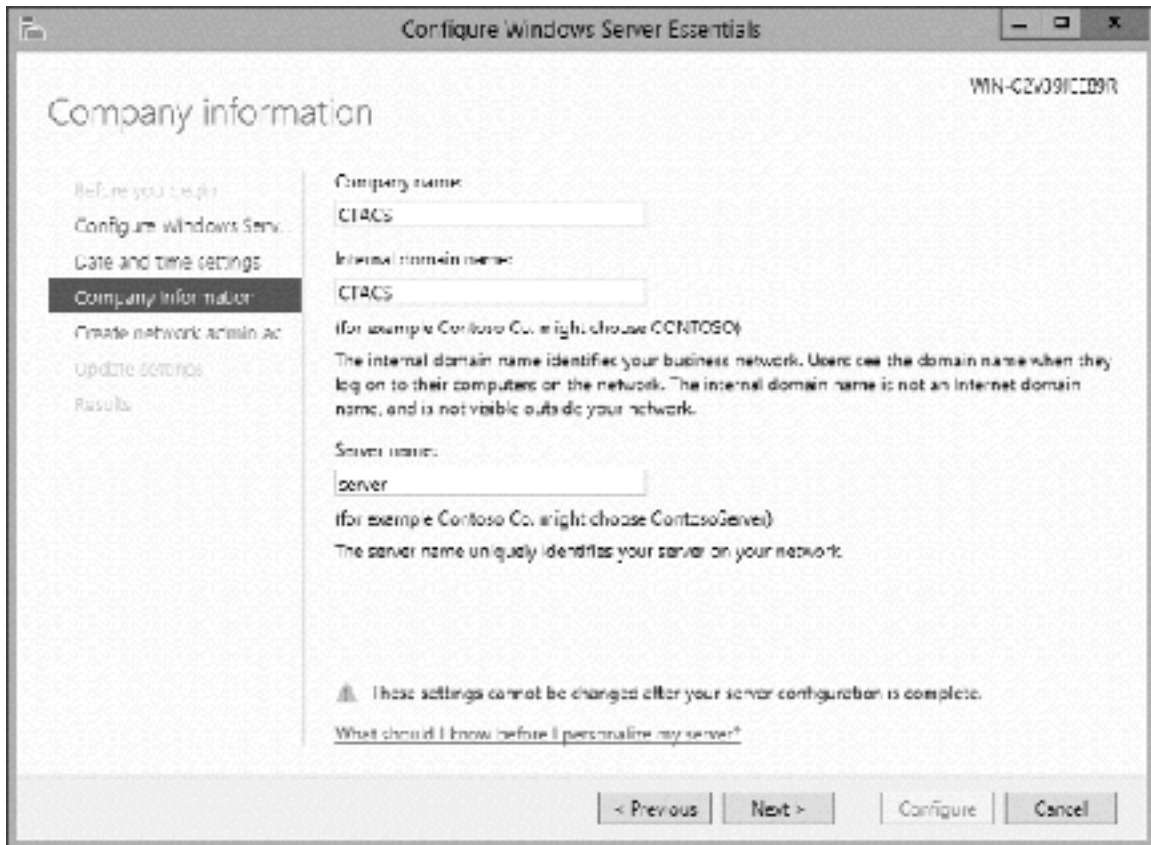 Configure Windows Server Essentials
Company information
Before you begin
Configure Windows Serv...
Date and time settings
Company Information
Create network admin ac...
Update settings
Results
Company name:
CTACS
Internal domain name:
CTACS
(for example Contoso Co. might choose CONTOSO)
The internal domain name identifies your business network. Users see the domain name when they
log on to their computers on the network. The internal domain name is not an Internet domain
name, and is not visible outside your network.
Server name:
server
(for example Contoso Co. might choose ContosoServer)
The server name uniquely identifies your server on your network.
These settings cannot be changed after your server configuration is complete.
What should I know before I personalize my server?
< Previous
Next >
Configure
Cancel